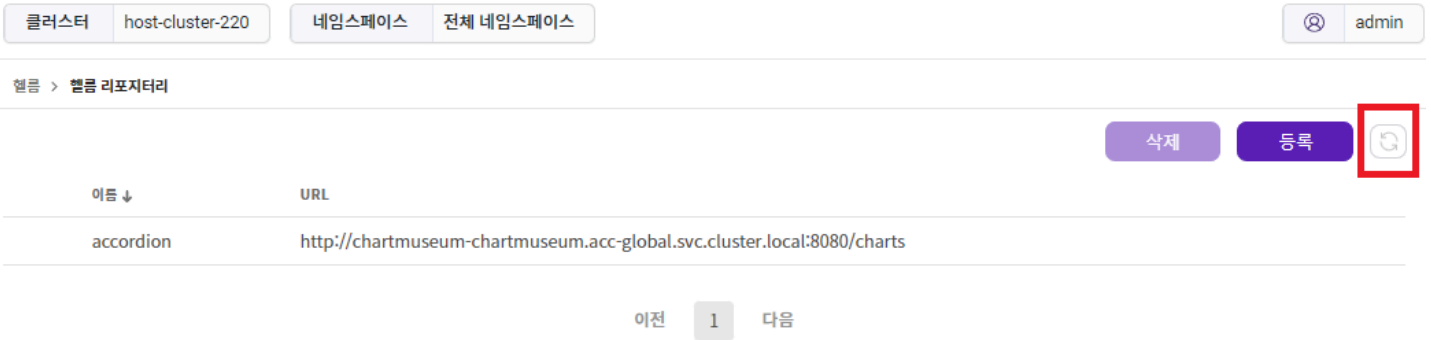 클러스터 host-cluster-220 네임스페이스 전체 네임스페이스 admin
헬름 > 헬름 리포지터리
삭제 등록
이름 ↓ URL
accordion http://chartmuseum-chartmuseum.acc-global.svc.cluster.local:8080/charts
이전 1 다음